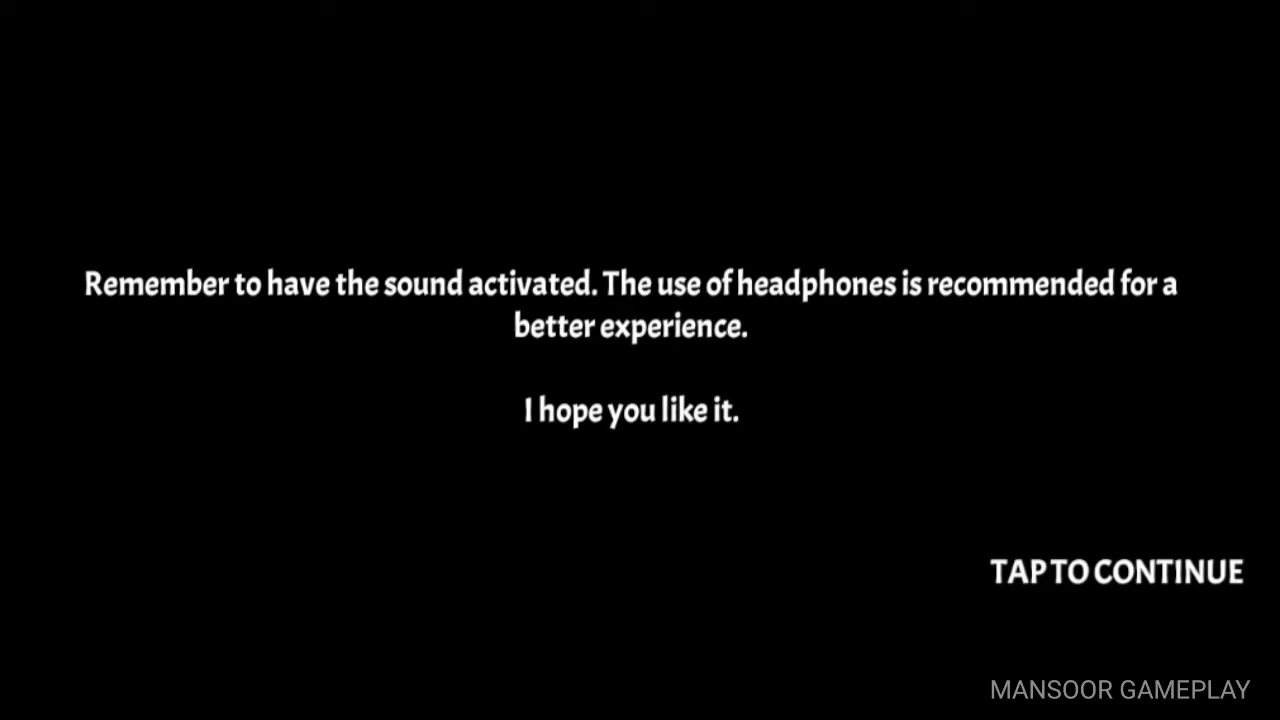 Remember to have the sound activated. The use of headphones is recommended for a
better experience.
I hope you like it.
TAP TO CONTINUE
MANSOOR GAMEPLAY